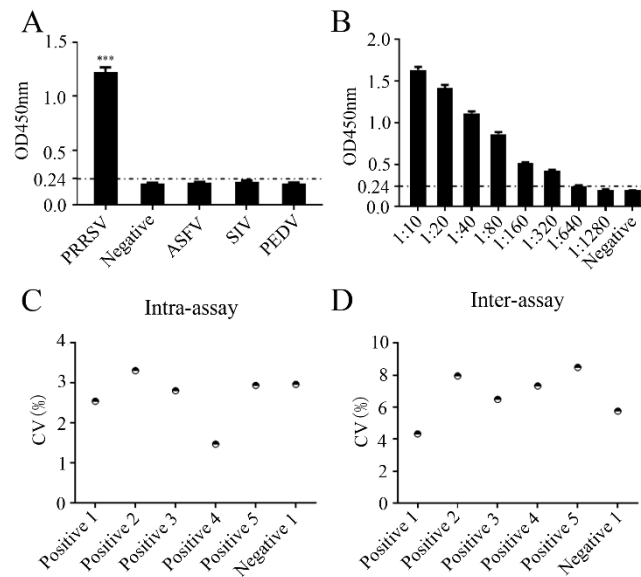 A
OD450nm
1.5
1.0
0.5
0.24
0.0
***
PRRSV
Negative
ASFV
SIV
PEDV
B
OD450nm
2.0
1.5
1.0
0.5
0.24
0.0
1:10
1:20
1:40
1:80
1:160
1:320
1:640
1:1280
Negative
C
Intra-assay
CV(%)
4
3
2
1
0
Positive 1
Positive 2
Positive 3
Positive 4
Positive 5
Negative 1
D
Inter-assay
CV(%)
10
8
6
4
2
0
Positive 1
Positive 2
Positive 3
Positive 4
Positive 5
Negative 1